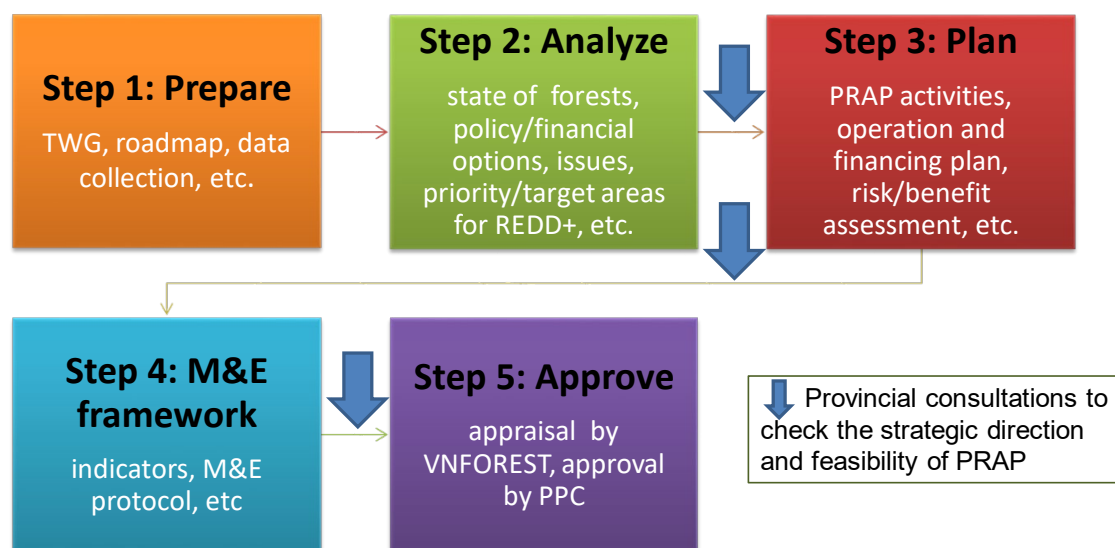 Step 1: Prepare
TWG, roadmap, data
collection, etc.
Step 2: Analyze
state of forests,
policy/financial
options, issues,
priority/target areas
for REDD+, etc.
Step 3: Plan
PRAP activities,
operation and
financing plan,
risk/benefit
assessment, etc.
Step 4: M&E
framework
indicators, M&E
protocol, etc
Step 5: Approve
appraisal by
VNFOREST, approval
by PPC
Provincial consultations to
check the strategic direction
and feasibility of PRAP